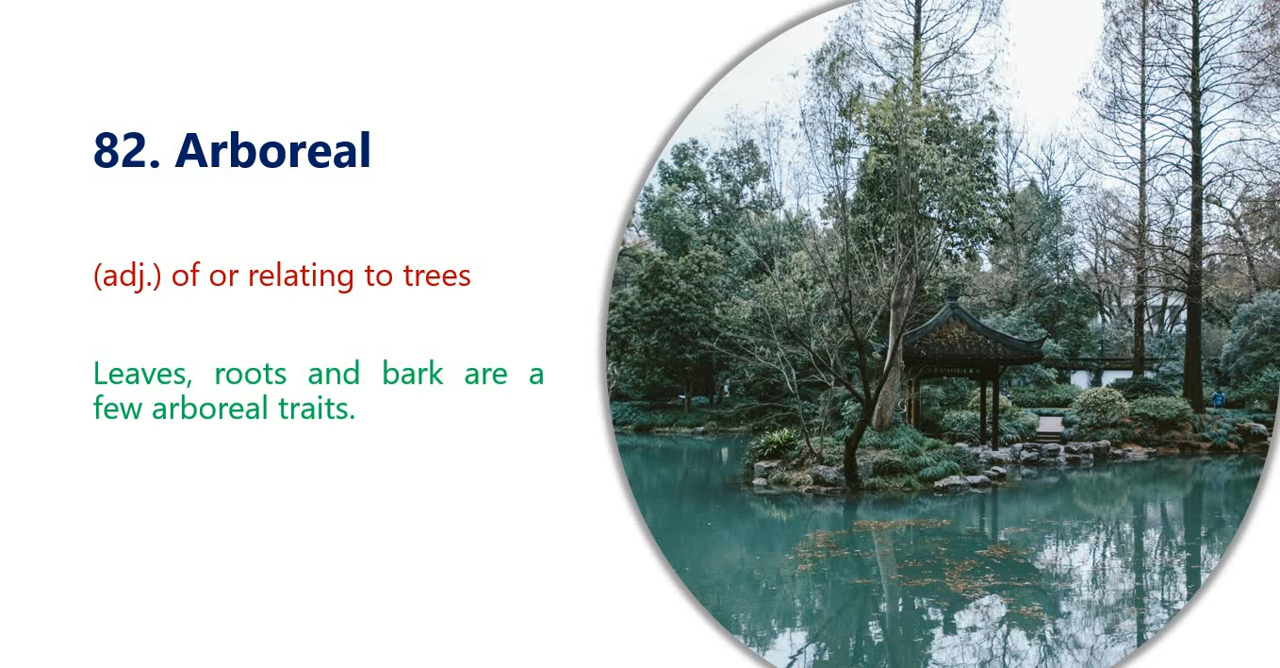 82. Arboreal
(adj.) of or relating to trees
Leaves, roots and bark are a
few arboreal traits.